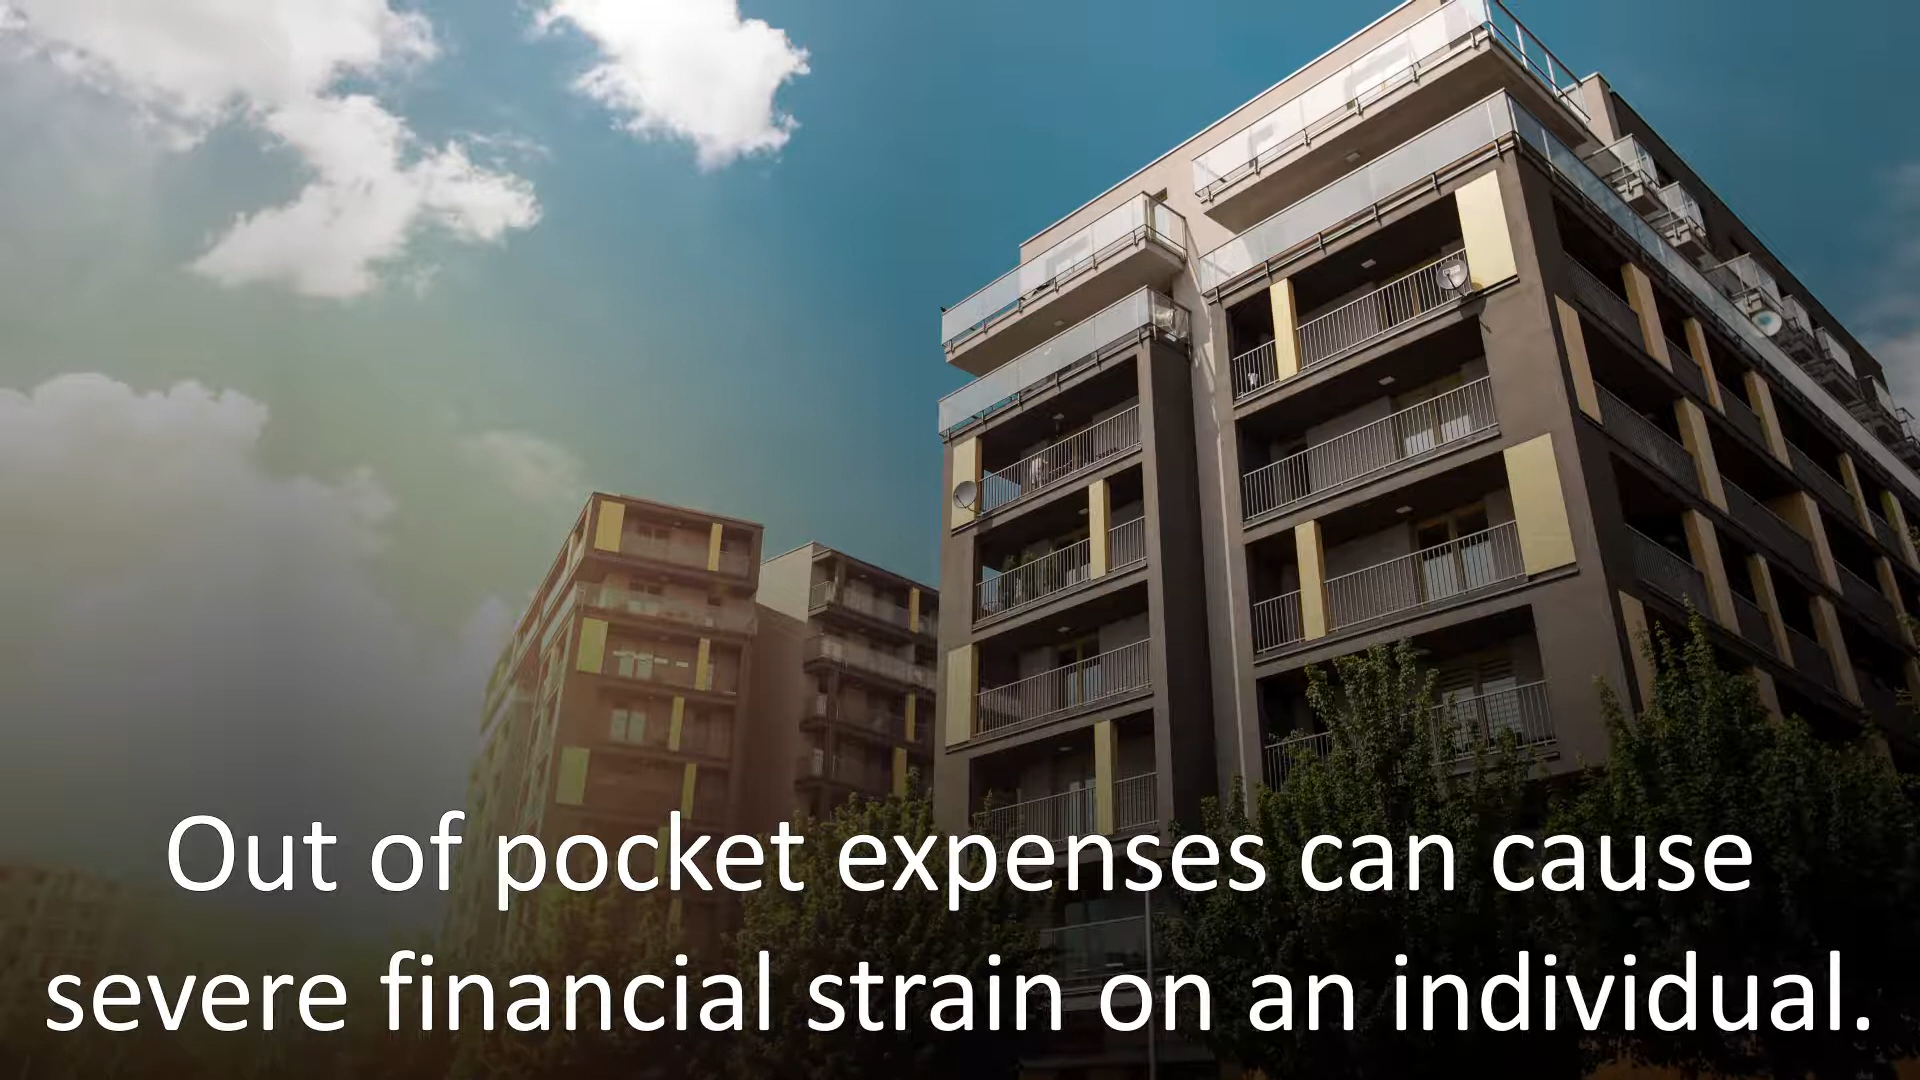 Out of pocket expenses can cause
severe financial strain on an individual.